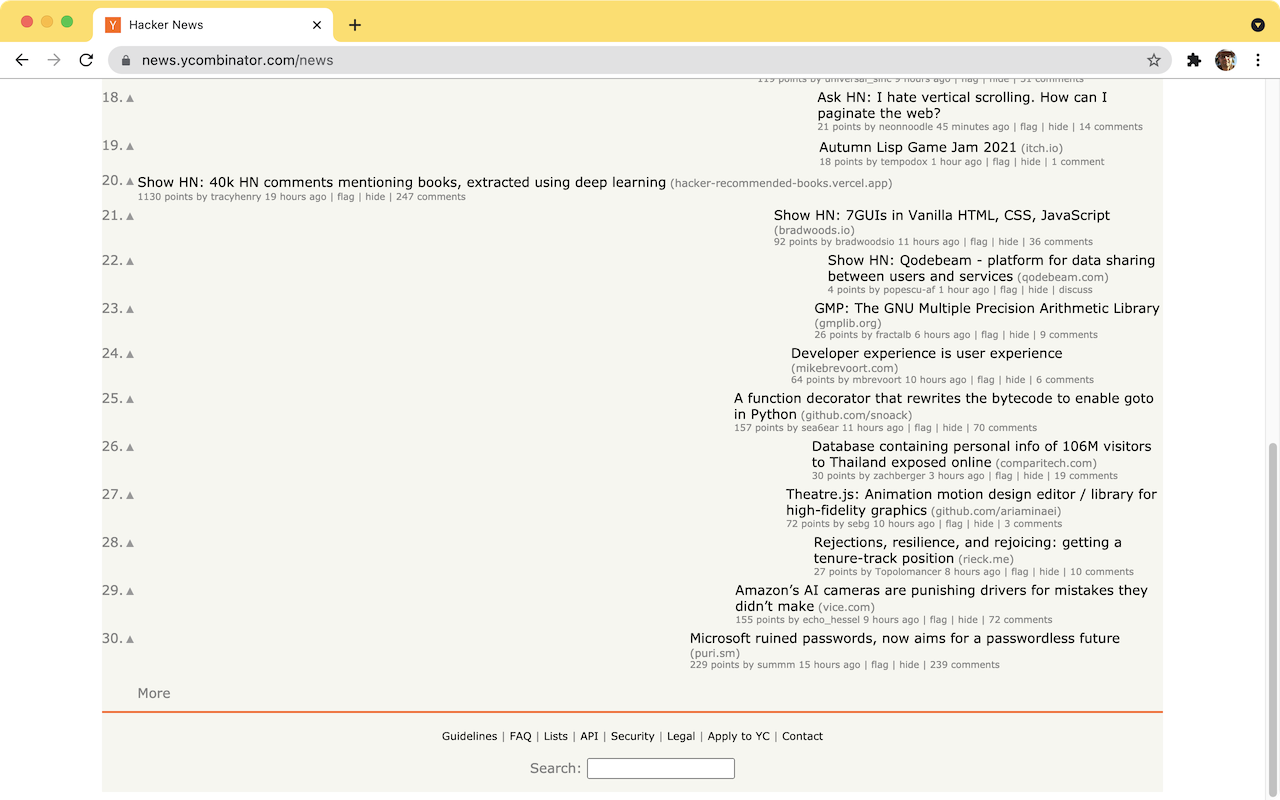 Hacker News
news.ycombinator.com/news
119 points by universal_sinc 9 hours ago | flag | hide | 51 comments
18.
Ask HN: I hate vertical scrolling. How can I
paginate the web?
21 points by neonnoodle 45 minutes ago | flag | hide | 14 comments
19.
Autumn Lisp Game Jam 2021 (itch.io)
18 points by tempodox 1 hour ago | flag | hide | 1 comment
20. Show HN: 40k HN comments mentioning books, extracted using deep learning (hacker-recommended-books.vercel.app)
1130 points by tracyhenry 19 hours ago | flag | hide | 247 comments
21.
Show HN: 7GUIs in Vanilla HTML, CSS, JavaScript
(bradwoods.io)
92 points by bradwoodsio 11 hours ago | flag | hide | 36 comments
22.
Show HN: Qodebeam - platform for data sharing
between users and services (qodebeam.com)
4 points by popescu-af 1 hour ago | flag | hide | discuss
23.
GMP: The GNU Multiple Precision Arithmetic Library
(gmplib.org)
26 points by fractalb 6 hours ago | flag | hide | 9 comments
24.
Developer experience is user experience
(mikebrevoort.com)
64 points by mbrevoort 10 hours ago | flag | hide | 6 comments
25.
A function decorator that rewrites the bytecode to enable goto
in Python (github.com/snoack)
157 points by sea6ear 11 hours ago | flag | hide | 70 comments
26.
Database containing personal info of 106M visitors
to Thailand exposed online (comparitech.com)
30 points by zachberger 3 hours ago | flag | hide | 19 comments
27.
Theatre.js: Animation motion design editor / library for
high-fidelity graphics (github.com/ariaminaei)
72 points by sebg 10 hours ago | flag | hide | 3 comments
28.
Rejections, resilience, and rejoicing: getting a
tenure-track position (rieck.me)
27 points by Topolomancer 8 hours ago | flag | hide | 10 comments
29.
Amazon’s AI cameras are punishing drivers for mistakes they
didn’t make (vice.com)
155 points by echo_hessel 9 hours ago | flag | hide | 72 comments
30.
Microsoft ruined passwords, now aims for a passwordless future
(puri.sm)
229 points by summm 15 hours ago | flag | hide | 239 comments
More
Guidelines | FAQ | Lists | API | Security | Legal | Apply to YC | Contact
Search: